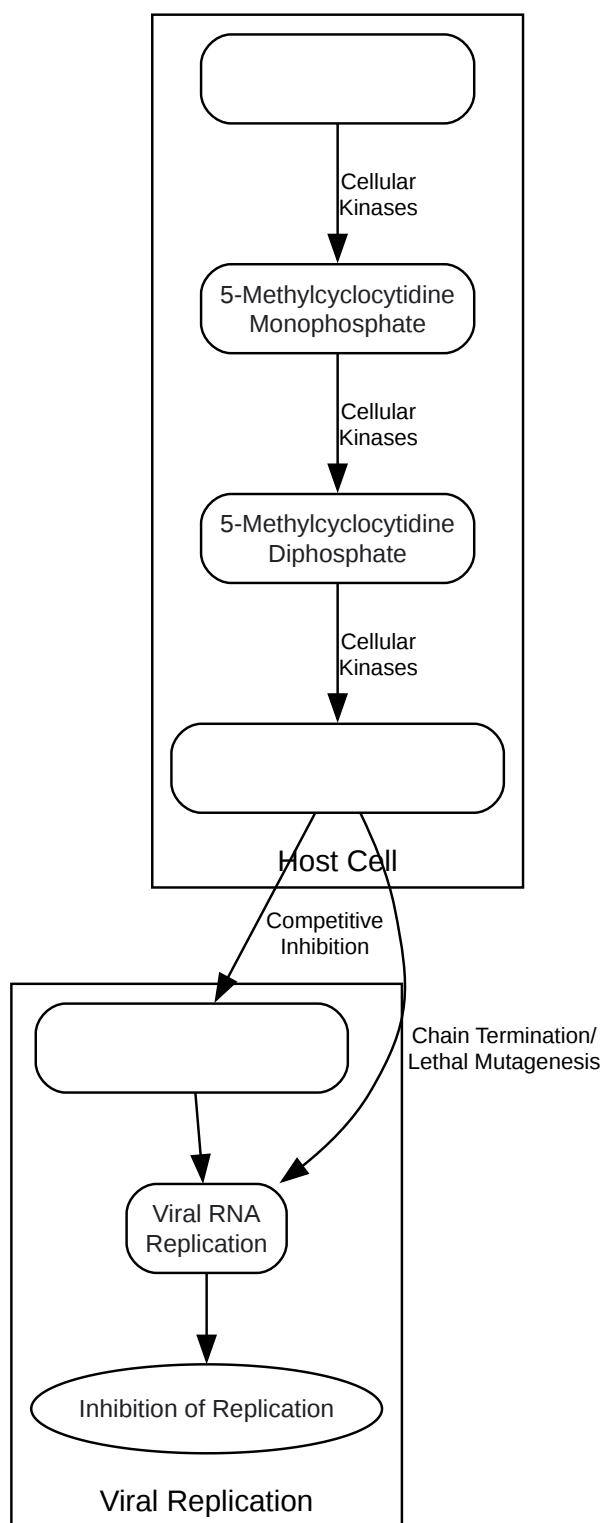 Cellular
Kinases
5-Methylcyclocytidine
Monophosphate
Cellular
Kinases
5-Methylcyclocytidine
Diphosphate
Cellular
Kinases
Host Cell
Competitive
Inhibition
Chain Termination/
Lethal Mutagenesis
Viral RNA
Replication
Inhibition of Replication
Viral Replication